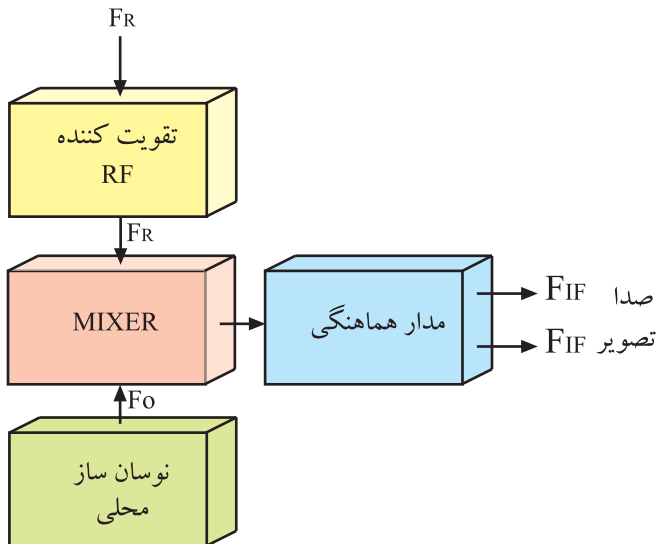 FR
تقویت کننده
RF
FR
MIXER
مدار هماهنگی
FIF صدا
FIF تصویر
Fo
نوسان ساز
محلی